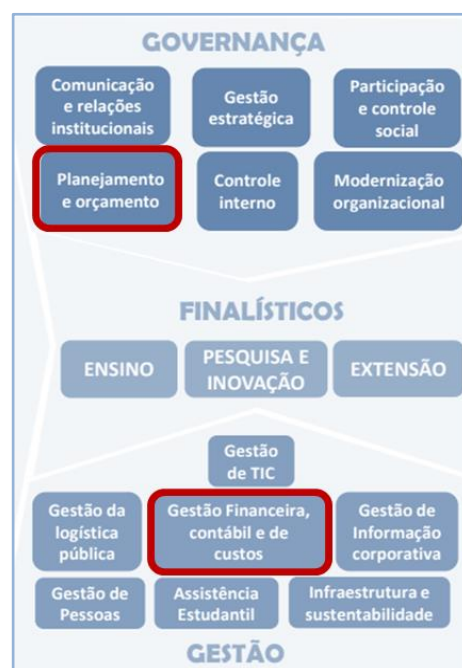 GOVERNANÇA
Comunicação
e relações
institucionais
Gestão
estratégica
Participação
e controle
social
Planejamento
e orçamento
Controle
interno
Modernização
organizacional
FINALÍSTICOS
ENSINO
PESQUISA E
INOVAÇÃO
EXTENSÃO
Gestão
de TIC
Gestão da
logística
pública
Gestão Financeira,
contábil e de
custos
Gestão de
Informação
corporativa
Gestão de
Pessoas
Assistência
Estudantil
Infraestrutura e
sustentabilidade
GESTÃO